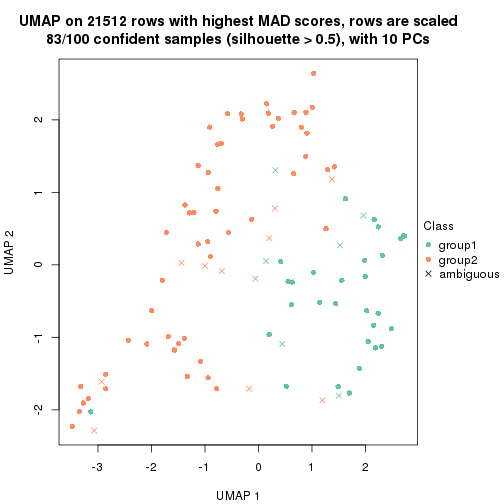 UMAP on 21512 rows with highest MAD scores, rows are scaled
83/100 confident samples (silhouette > 0.5), with 10 PCs
2
1
0
-1
-2
UMAP 2
-3
-2
-1
0
1
2
UMAP 1
Class
group1
group2
ambiguous